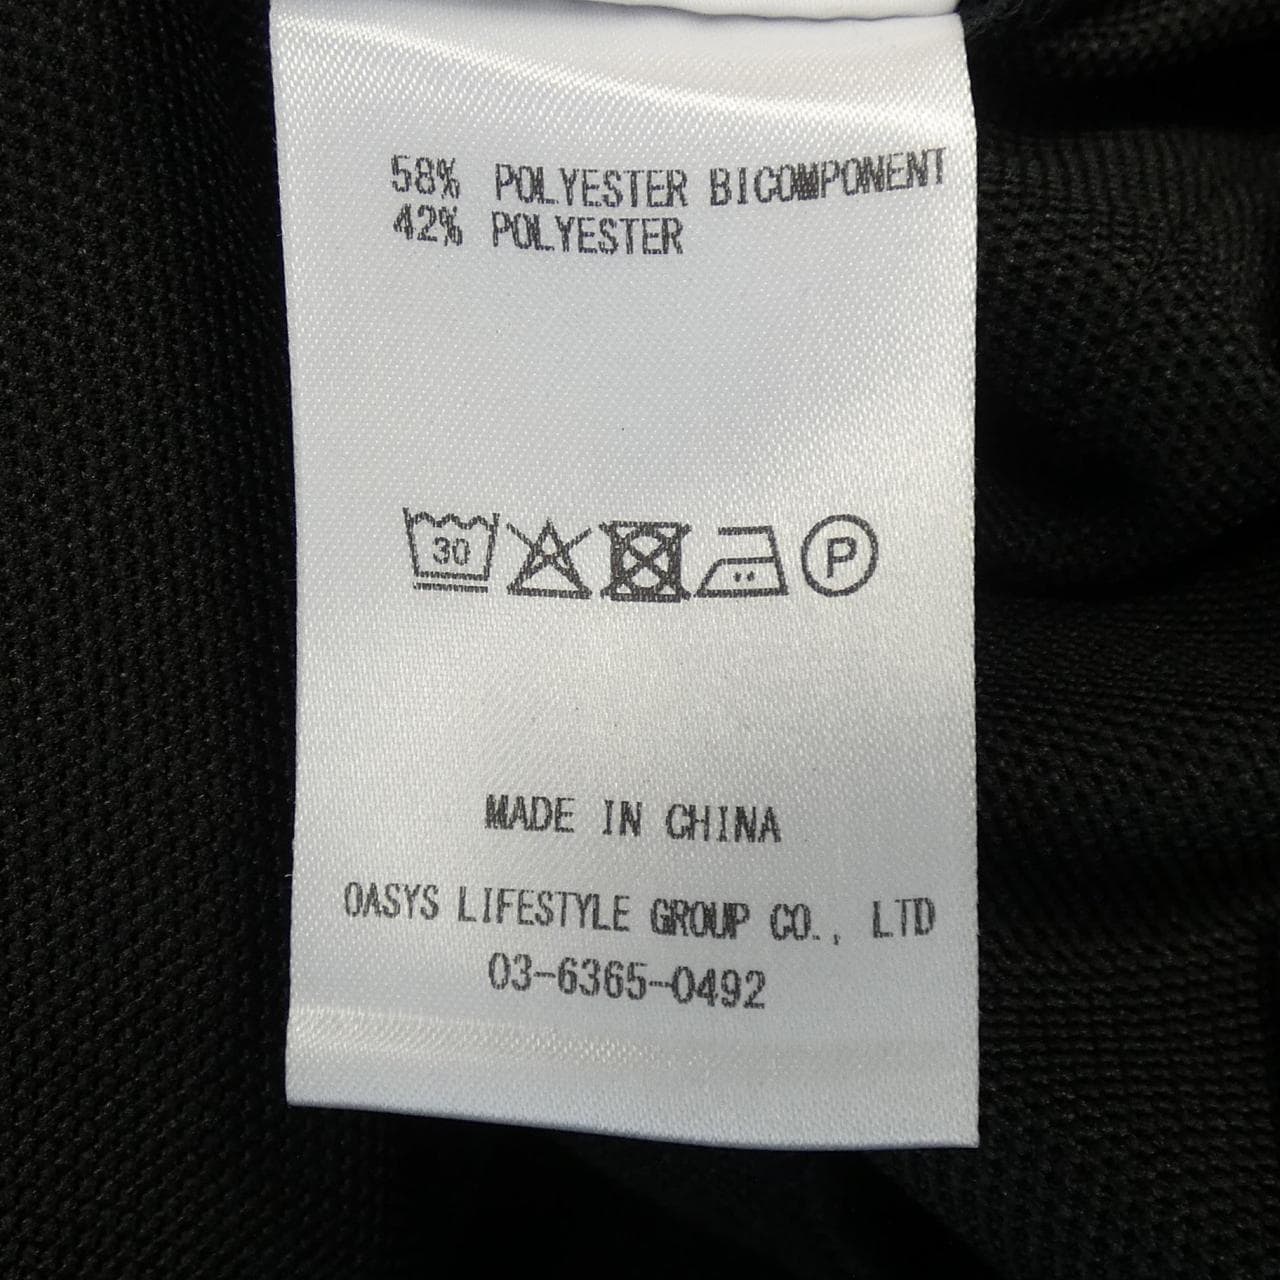 58% POLYESTER BICOMPONENT
42% POLYESTER
30 P
MADE IN CHINA
OASYS LIFESTYLE GROUP CO., LTD
03-6365-0492